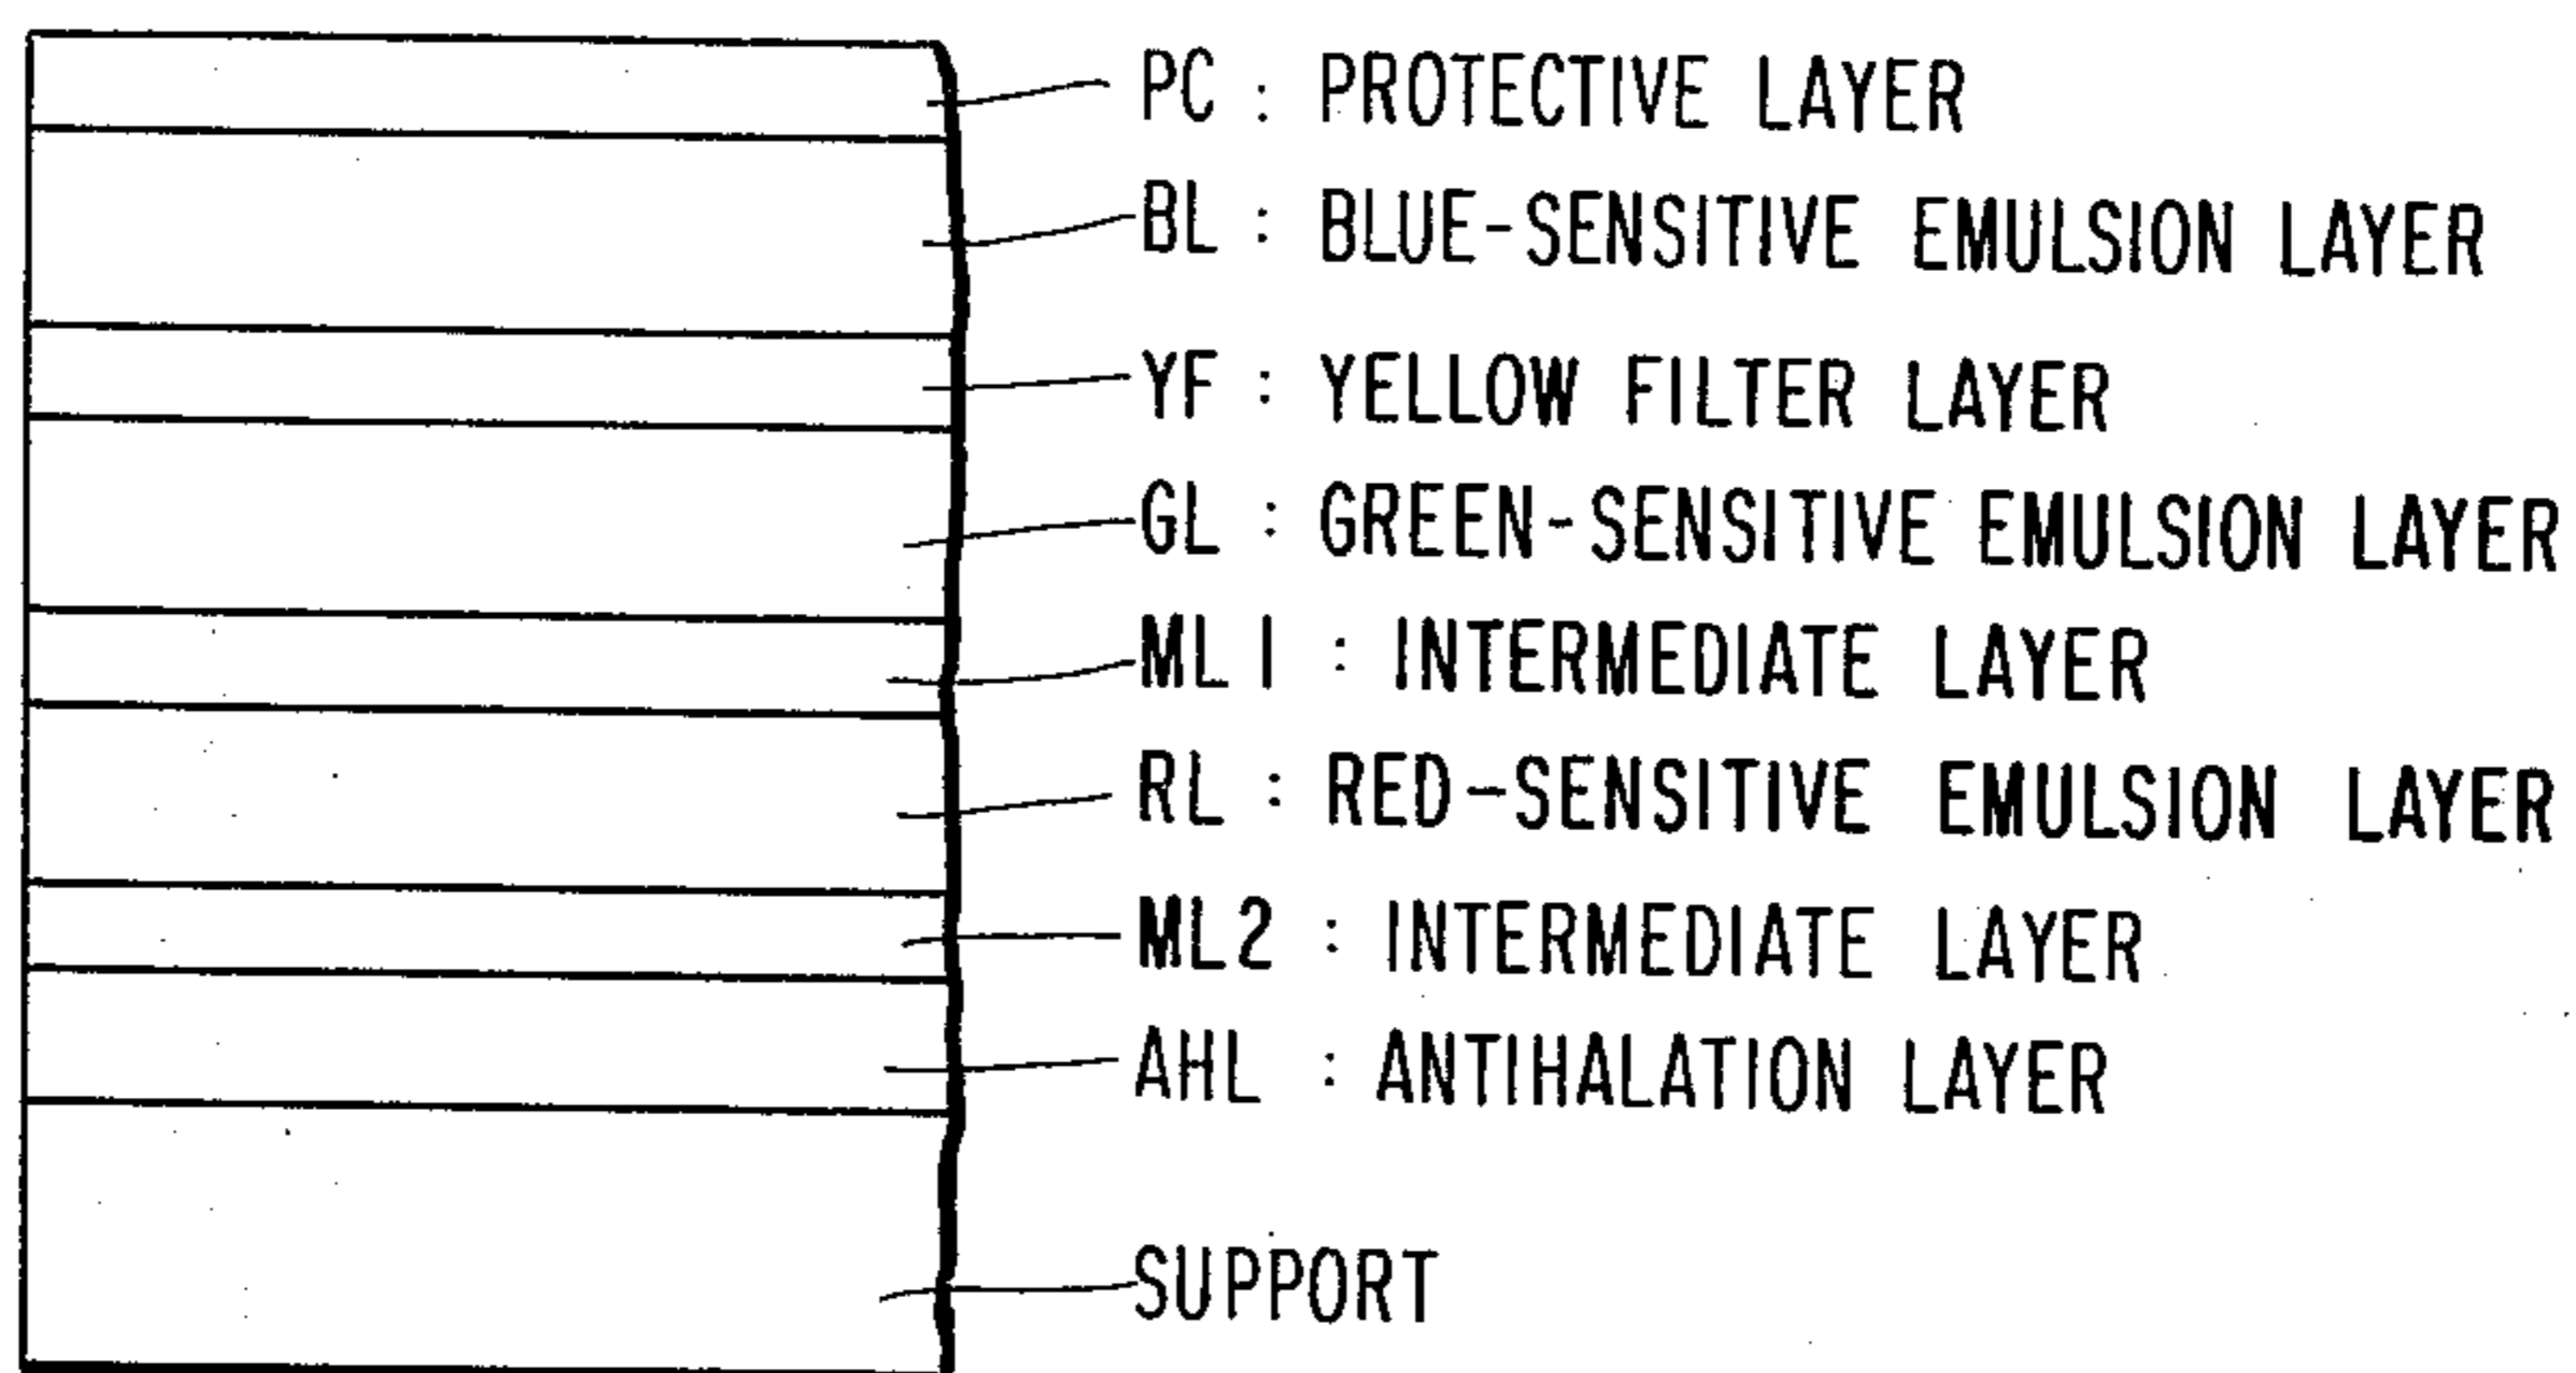 PC : PROTECTIVE LAYER
BL : BLUE-SENSITIVE EMULSION LAYER
YF : YELLOW FILTER LAYER
GL : GREEN-SENSITIVE EMULSION LAYER
ML1 : INTERMEDIATE LAYER
RL : RED-SENSITIVE EMULSION LAYER
ML2 : INTERMEDIATE LAYER
AHL : ANTIHALATION LAYER
SUPPORT